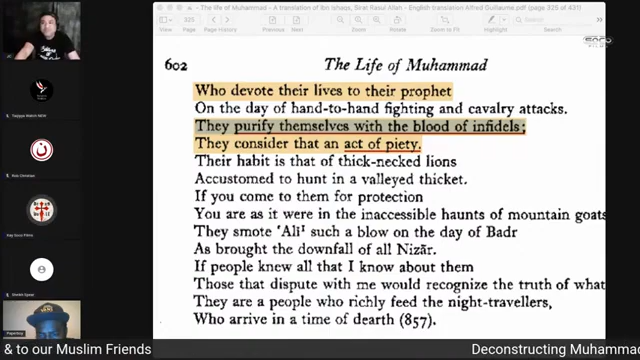 The life of Muhammad - A translation of Ibn Ishaqs, Sirat Rasul Allah - English translation Alfred Guillaume.pdf (page 325 of 431)
325
Page
Previous
Next
Zoom
602
The Life of Muhammad
Who devote their lives to their prophet
On the day of hand-to-hand fighting and cavalry attacks.
They purify themselves with the blood of infidels;
They consider that an act of piety.
Their habit is that of thick-necked lions
Accustomed to hunt in a valleyed thicket.
If you come to them for protection
You are as it were in the inaccessible haunts of mountain goats
They smote 'Alī¹ such a blow on the day of Badr
As brought the downfall of all Nizār.
If people knew all that I know about them
Those that dispute with me would recognize the truth of what
They are a people who richly feed the night-travellers,
Who arrive in a time of dearth (857).
Rob Christian
Sheikh Spear
& to our Muslim Friends
Deconstructing Muhammad